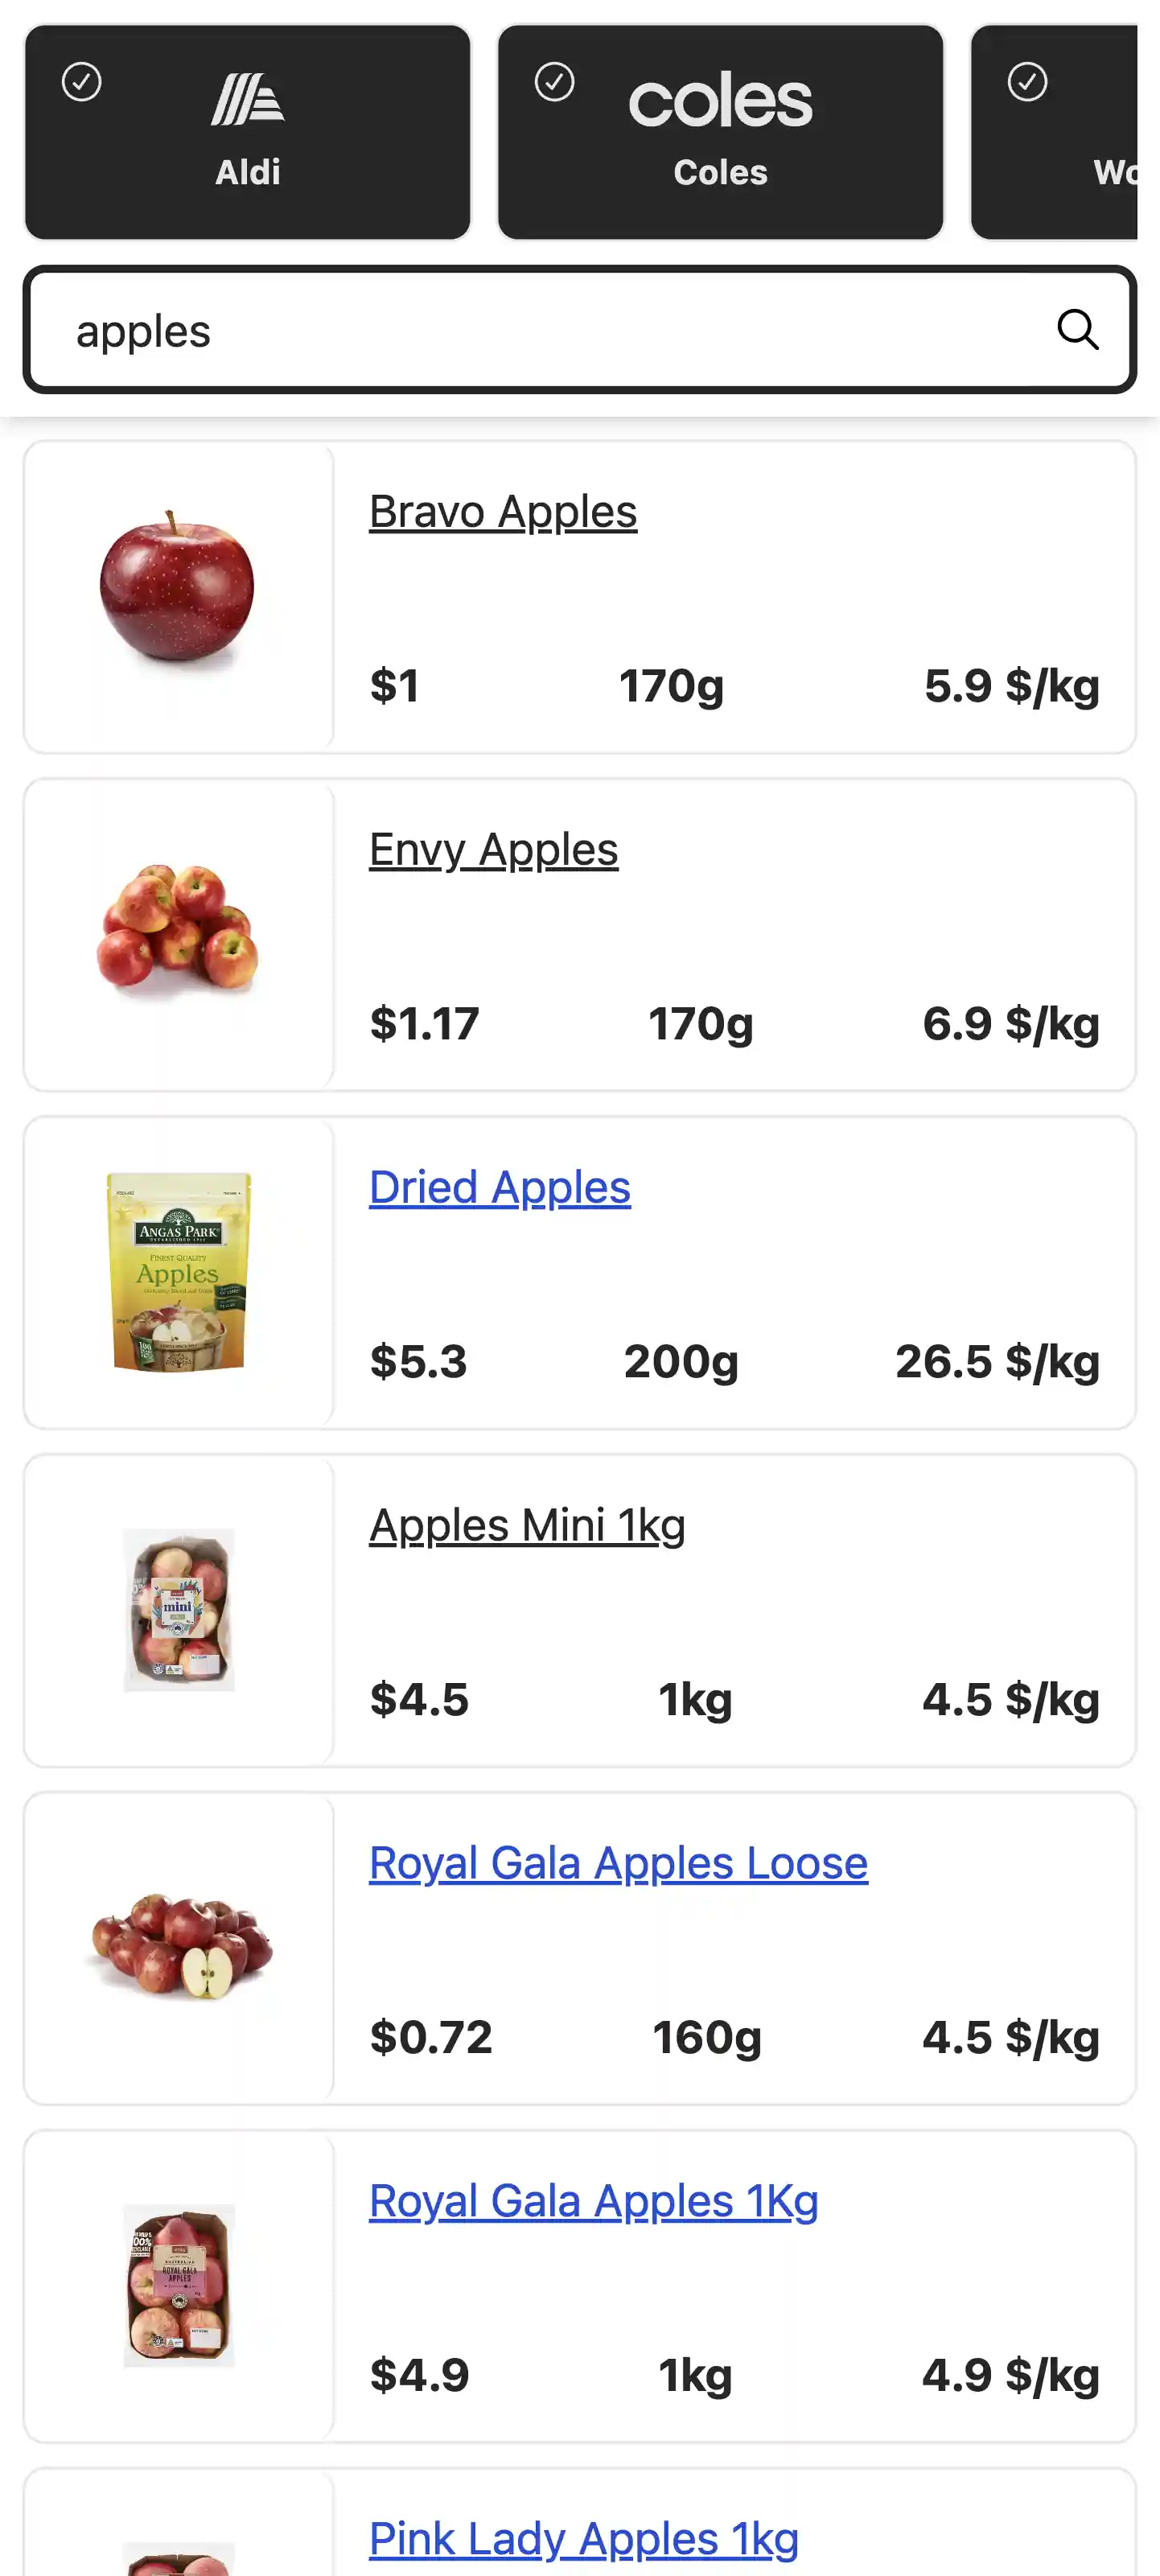 coles
Aldi
Coles
Wo
apples
Bravo Apples
$1 170g 5.9 $/kg
Envy Apples
$1.17 170g 6.9 $/kg
ANGAS PARK
FINEST QUALITY
Apples
Dried Apples
$5.3 200g 26.5 $/kg
mini
Apples Mini 1kg
$4.5 1kg 4.5 $/kg
Royal Gala Apples Loose
$0.72 160g 4.5 $/kg
ROYAL GALA
APPLES
Royal Gala Apples 1Kg
$4.9 1kg 4.9 $/kg
Pink Lady Apples 1kg